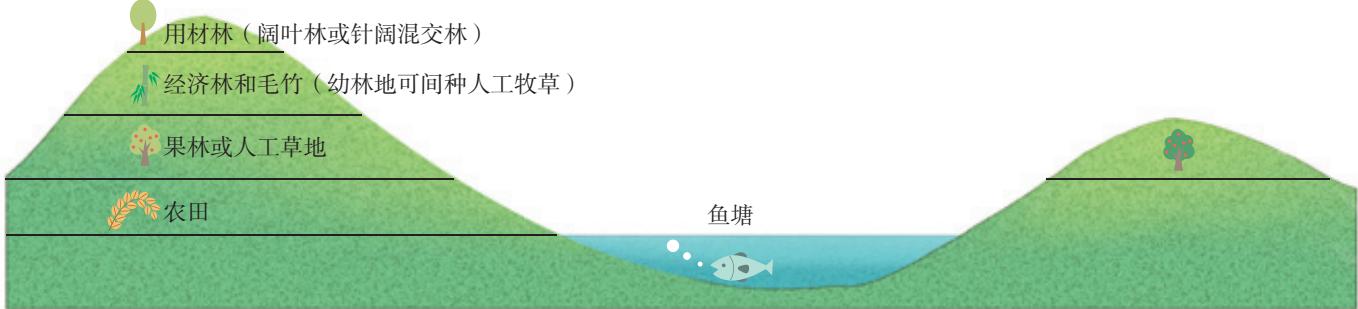 用材林（阔叶林或针阔混交林）
经济林和毛竹（幼林地可间种人工牧草）
果林或人工草地
农田
鱼塘